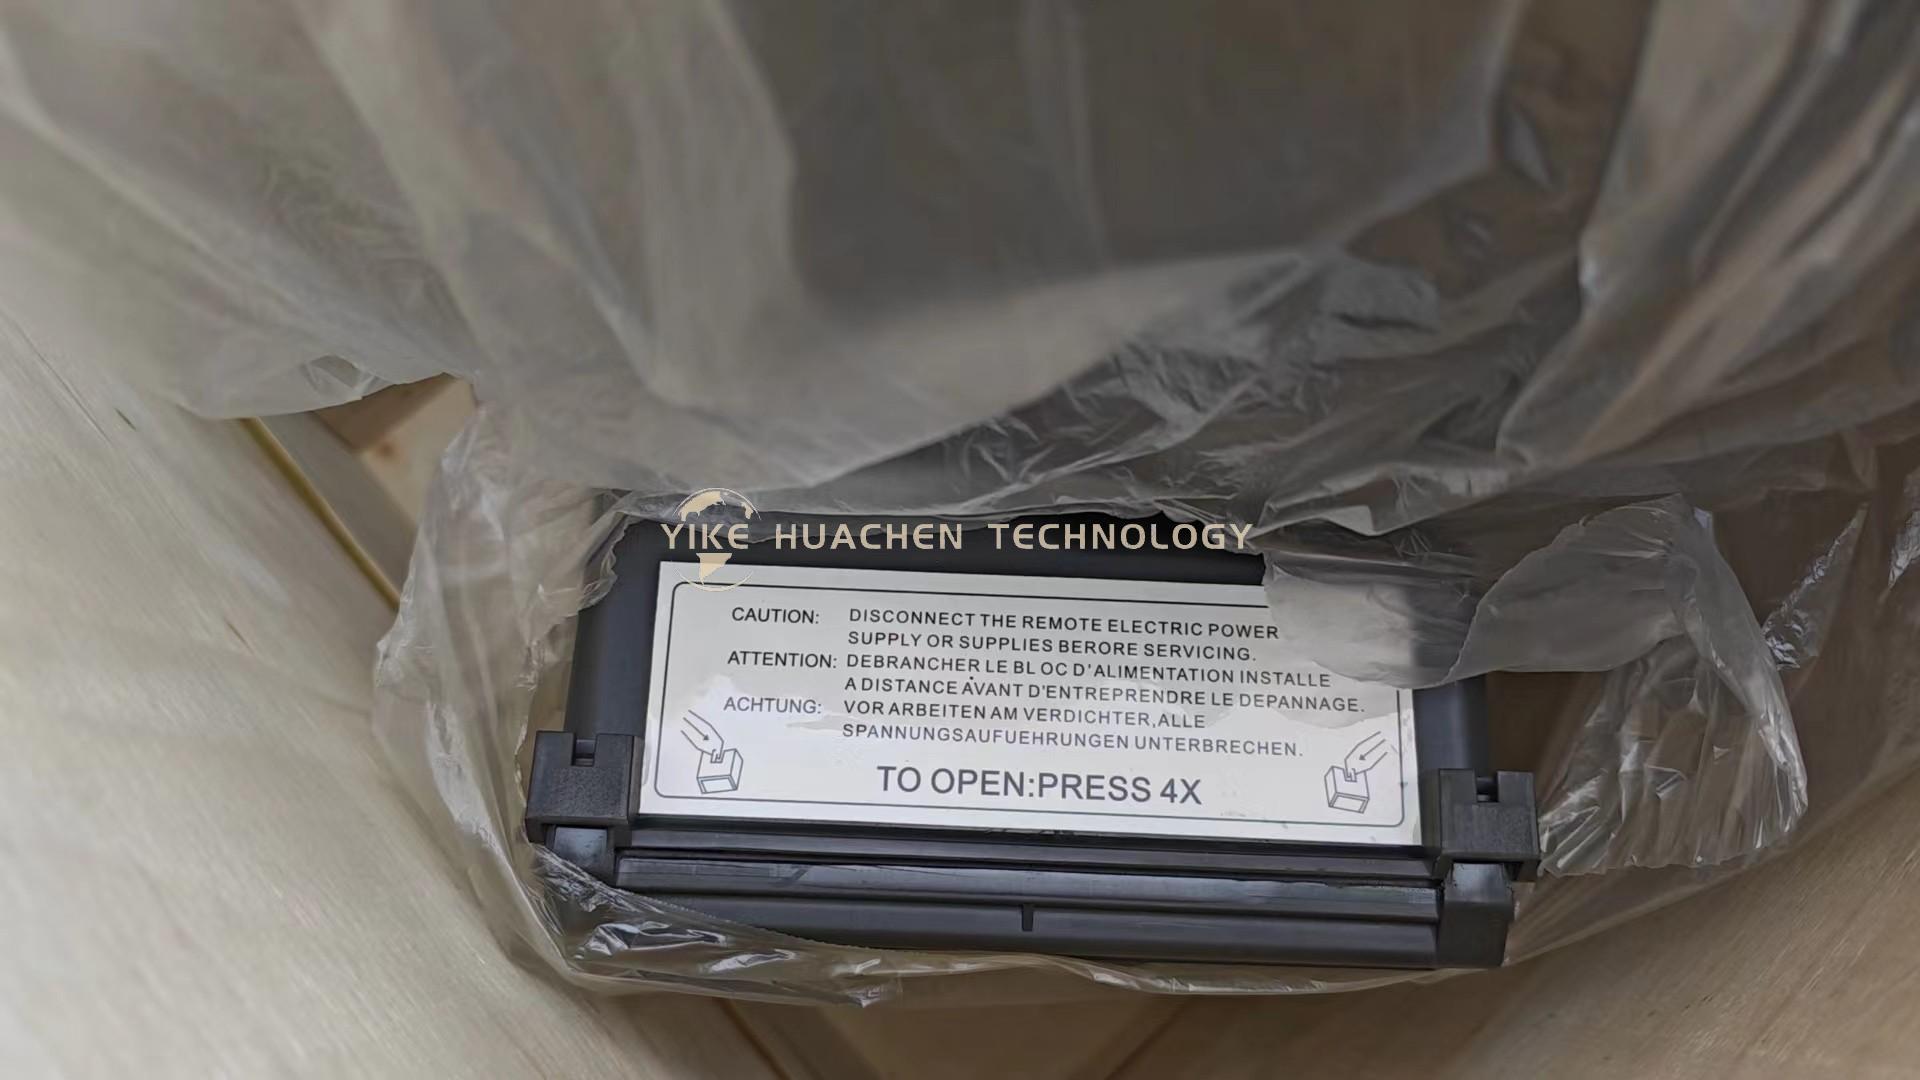 YIKE HUACHEN TECHNOLOGY
CAUTION: DISCONNECT THE REMOTE ELECTRIC POWER
SUPPLY OR SUPPLIES BERORE SERVICING.
ATTENTION: DEBRANCHER LE BL OC D'ALIMENTATION INSTALLE
A DISTANCE AVANT D'ENTREPRENDRE LE DEPANNAGE.
ACHTUNG: VOR ARBEITEN AM VERDICHTER,ALLE
SPANNUNGSAUFUEHRUNGEN UNTERBRECHEN.
TO OPEN:PRESS 4X